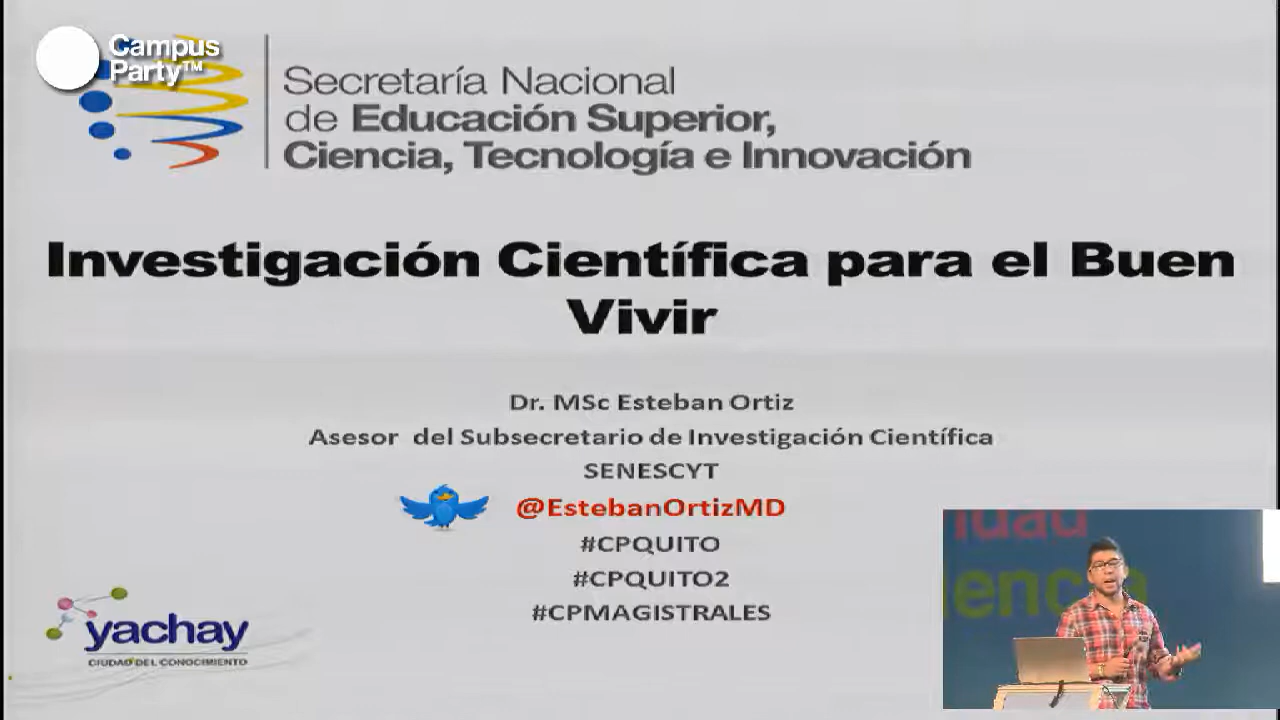 Campus
Party™
Secretaría Nacional
de Educación Superior,
Ciencia, Tecnología e Innovación
Investigación Científica para el Buen
Vivir
Dr. MSc Esteban Ortiz
Asesor del Subsecretario de Investigación Científica
SENESCYT
@EstebanOrtizMD
#CPQUITO
#CPQUITO2
#CPMAGISTRALES
yachay
CIUDAD DEL CONOCIMIENTO